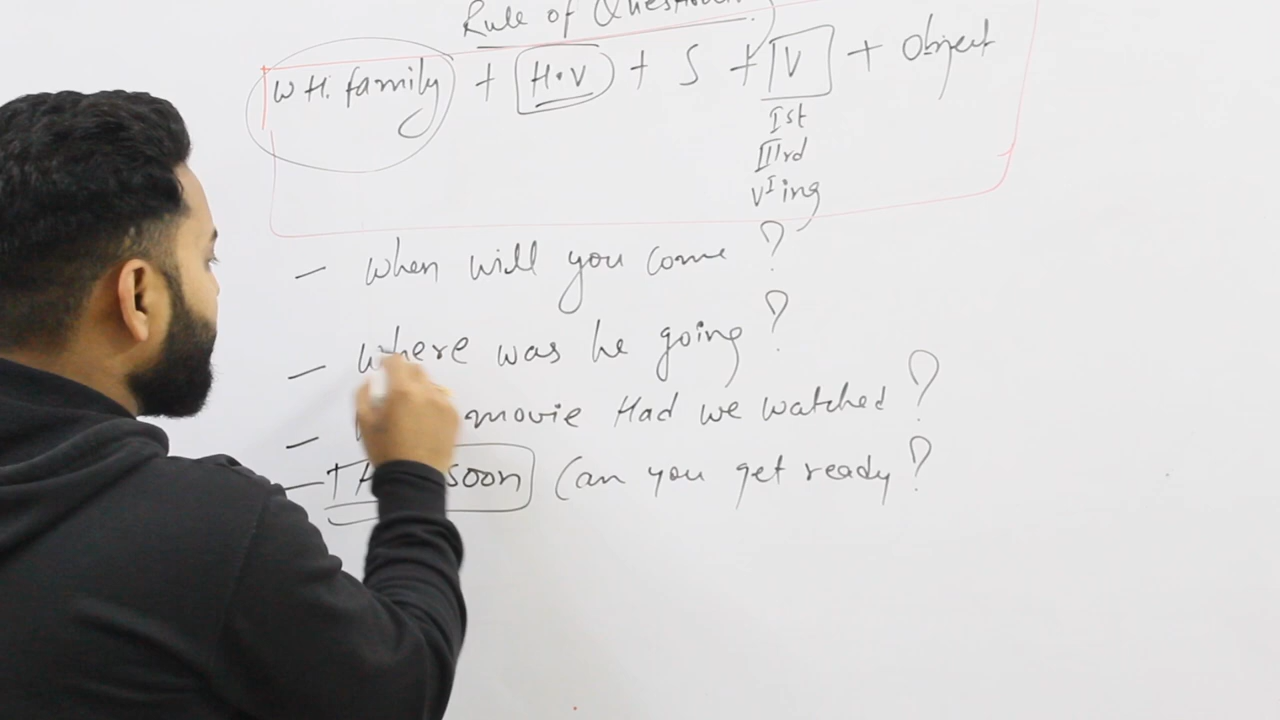 Rule of Question.
WH. family + H.V + S + V + Object
Ist
IIIrd
VI ing
– when will you come ?
– where was he going ?
– movie Had we watched ?
– soon Can you get ready ?